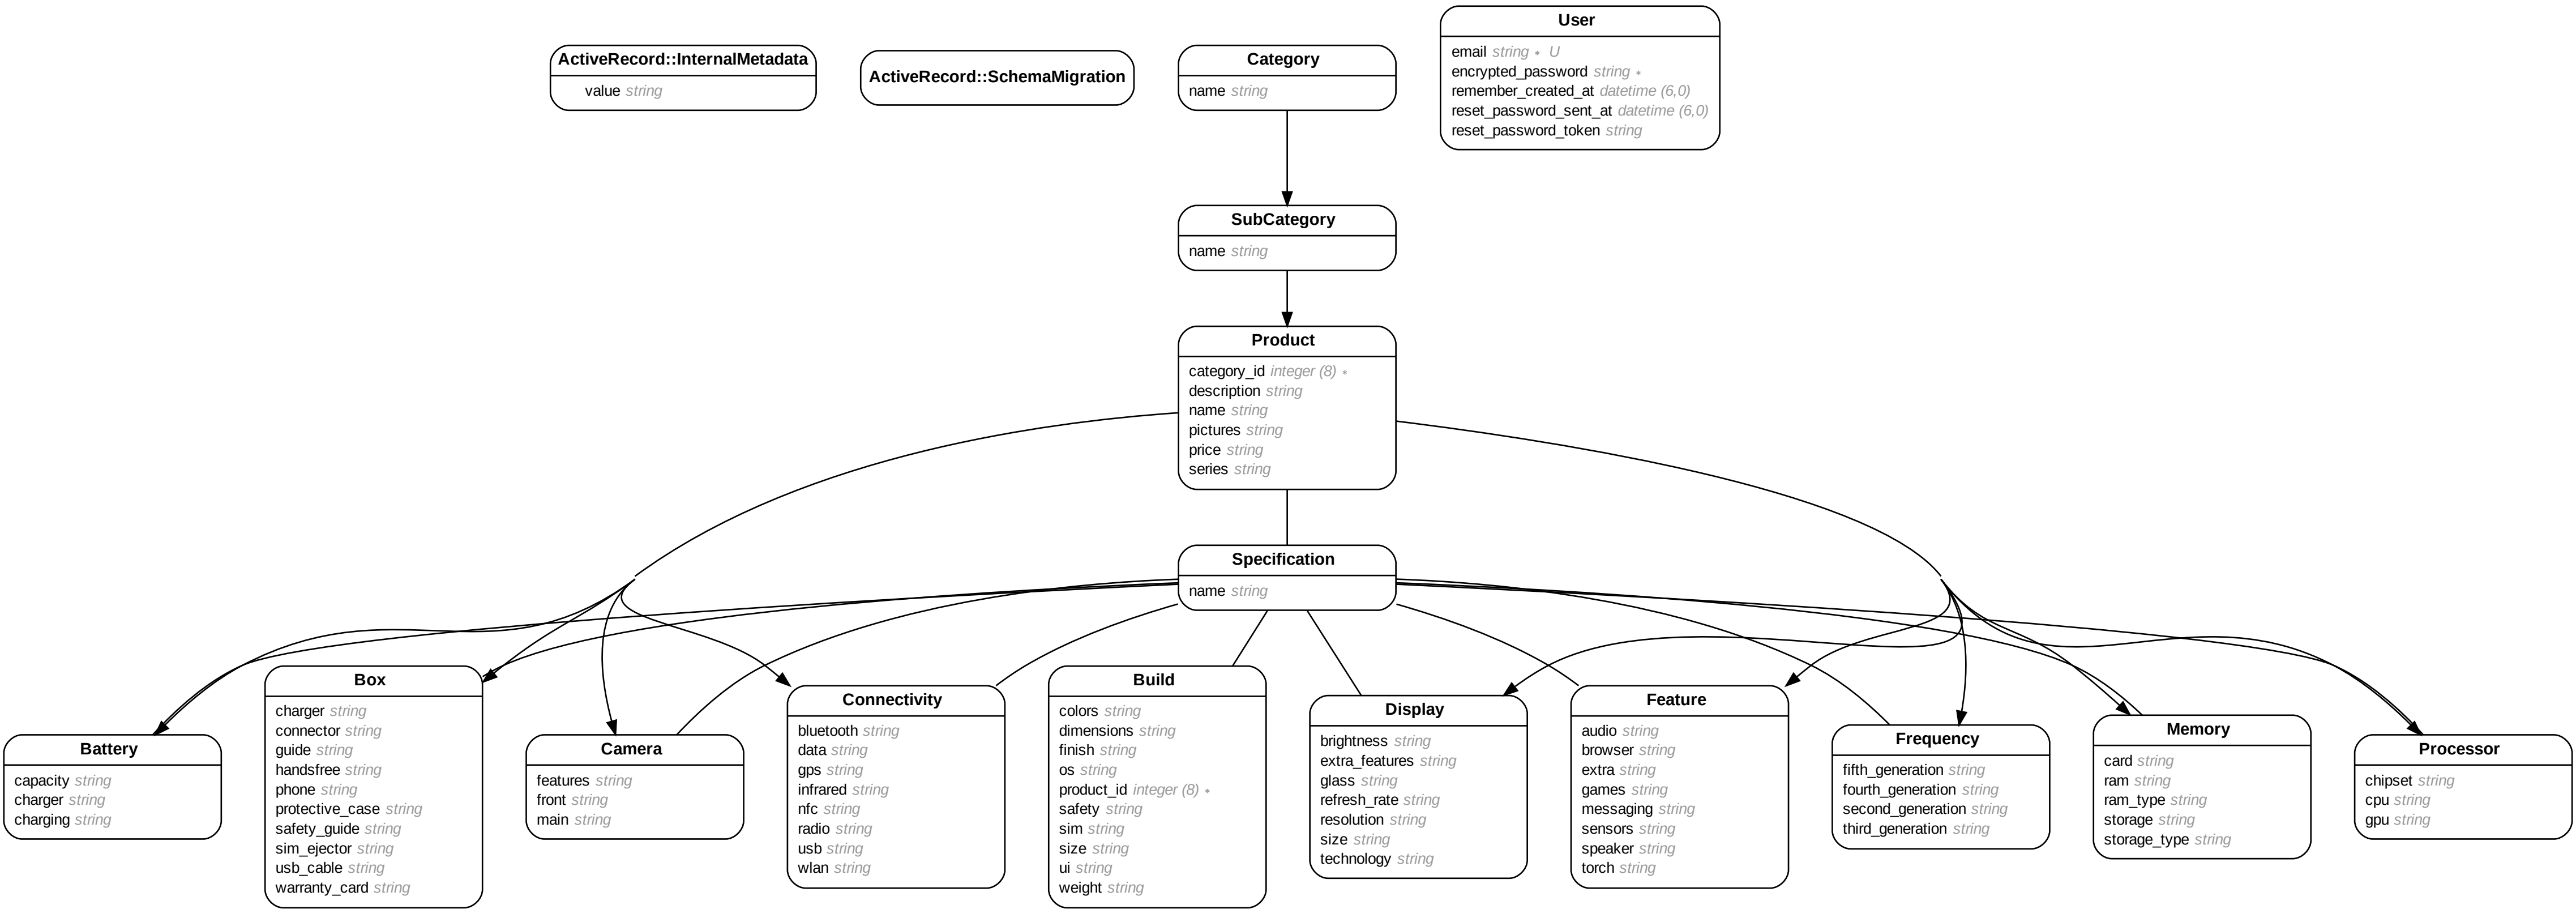 ActiveRecord::InternalMetadata
value string
ActiveRecord::SchemaMigration
Category
name string
User
email string ∗ U
encrypted_password string ∗
remember_created_at datetime (6,0)
reset_password_sent_at datetime (6,0)
reset_password_token string
SubCategory
name string
Product
category_id integer (8) ∗
description string
name string
pictures string
price string
series string
Specification
name string
Battery
capacity string
charger string
charging string
Box
charger string
connector string
guide string
handsfree string
phone string
protective_case string
safety_guide string
sim_ejector string
usb_cable string
warranty_card string
Camera
features string
front string
main string
Connectivity
bluetooth string
data string
gps string
infrared string
nfc string
radio string
usb string
wlan string
Build
colors string
dimensions string
finish string
os string
product_id integer (8) ∗
safety string
sim string
size string
ui string
weight string
Display
brightness string
extra_features string
glass string
refresh_rate string
resolution string
size string
technology string
Feature
audio string
browser string
extra string
games string
messaging string
sensors string
speaker string
torch string
Frequency
fifth_generation string
fourth_generation string
second_generation string
third_generation string
Memory
card string
ram string
ram_type string
storage string
storage_type string
Processor
chipset string
cpu string
gpu string